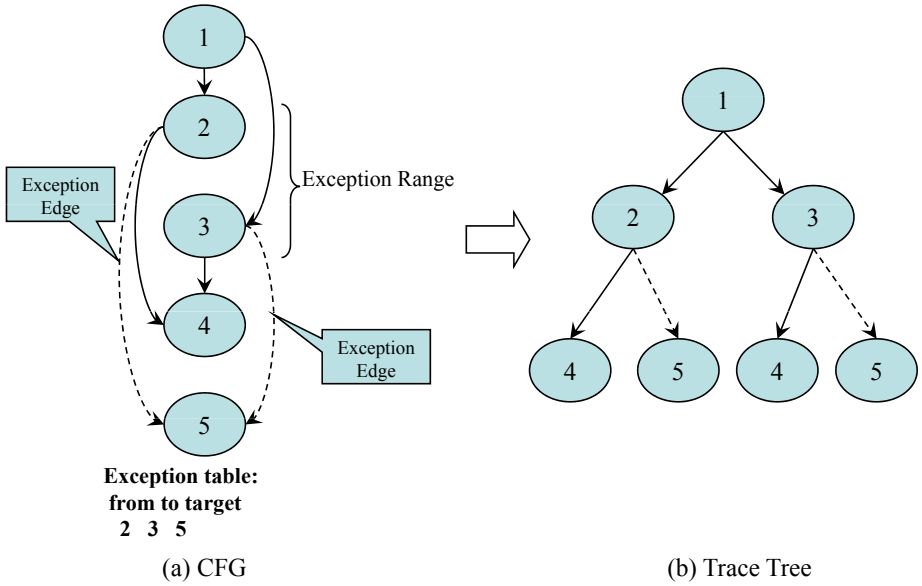 1
2
3
4
5
Exception
Edge
Exception Range
Exception
Edge
Exception table:
from to target
2 3 5
(a) CFG
1
2
3
4
5
4
5
(b) Trace Tree